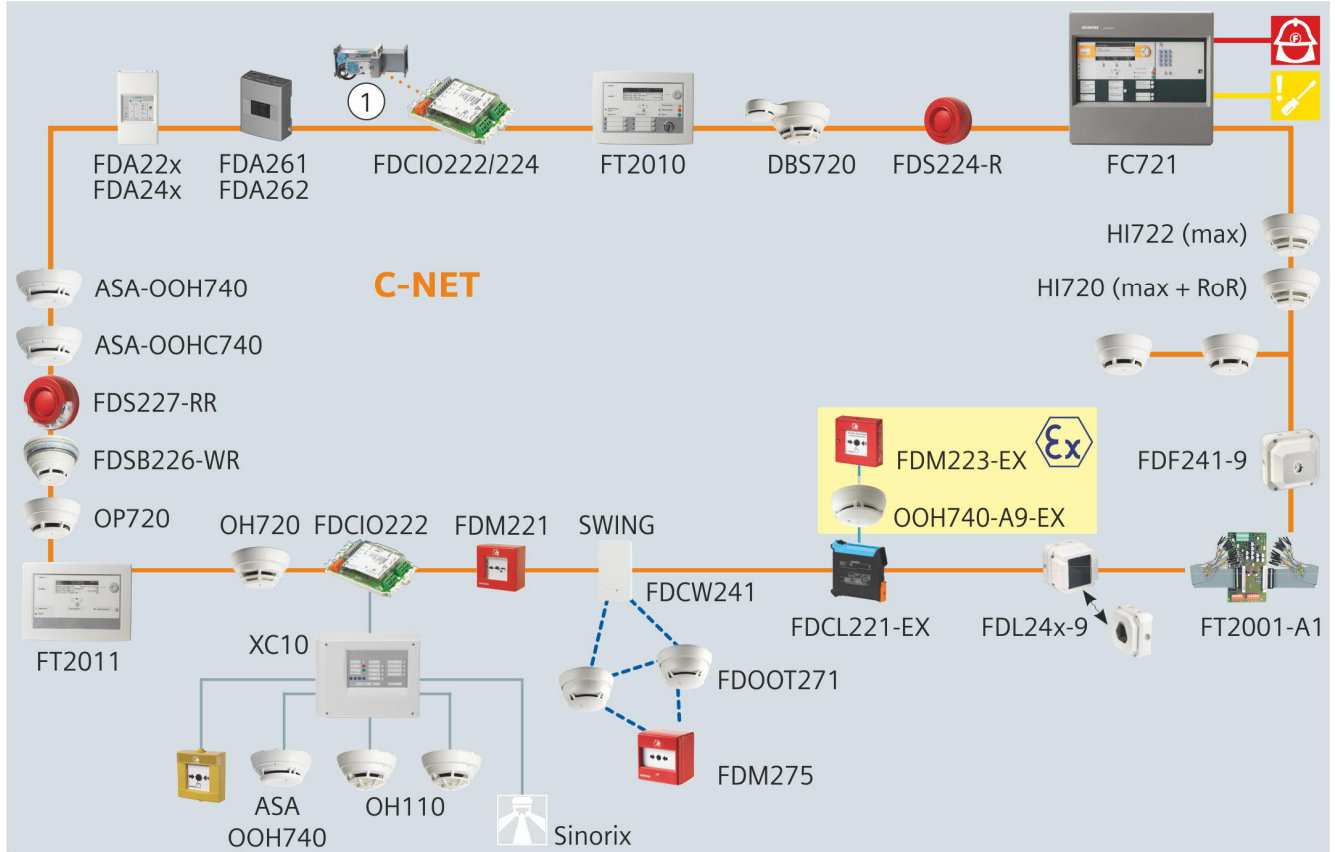 SIEMENS
F
1
FDA22x
FDA24x
FDA261
FDA262
FDCIO222/224
FT2010
DBS720
FDS224-R
FC721
HI722 (max)
HI720 (max + RoR)
C-NET
ASA-OOH740
ASA-OOHC740
FDS227-RR
FDSB226-WR
OP720
FT2011
OH720
FDCIO222
FDM221
SWING
FDCW241
FDM223-EX
Ex
OOH740-A9-EX
FDCL221-EX
FDF241-9
FDL24x-9
FT2001-A1
XC10
FDOOT271
FDM275
ASA
OOH740
OH110
Sinorix